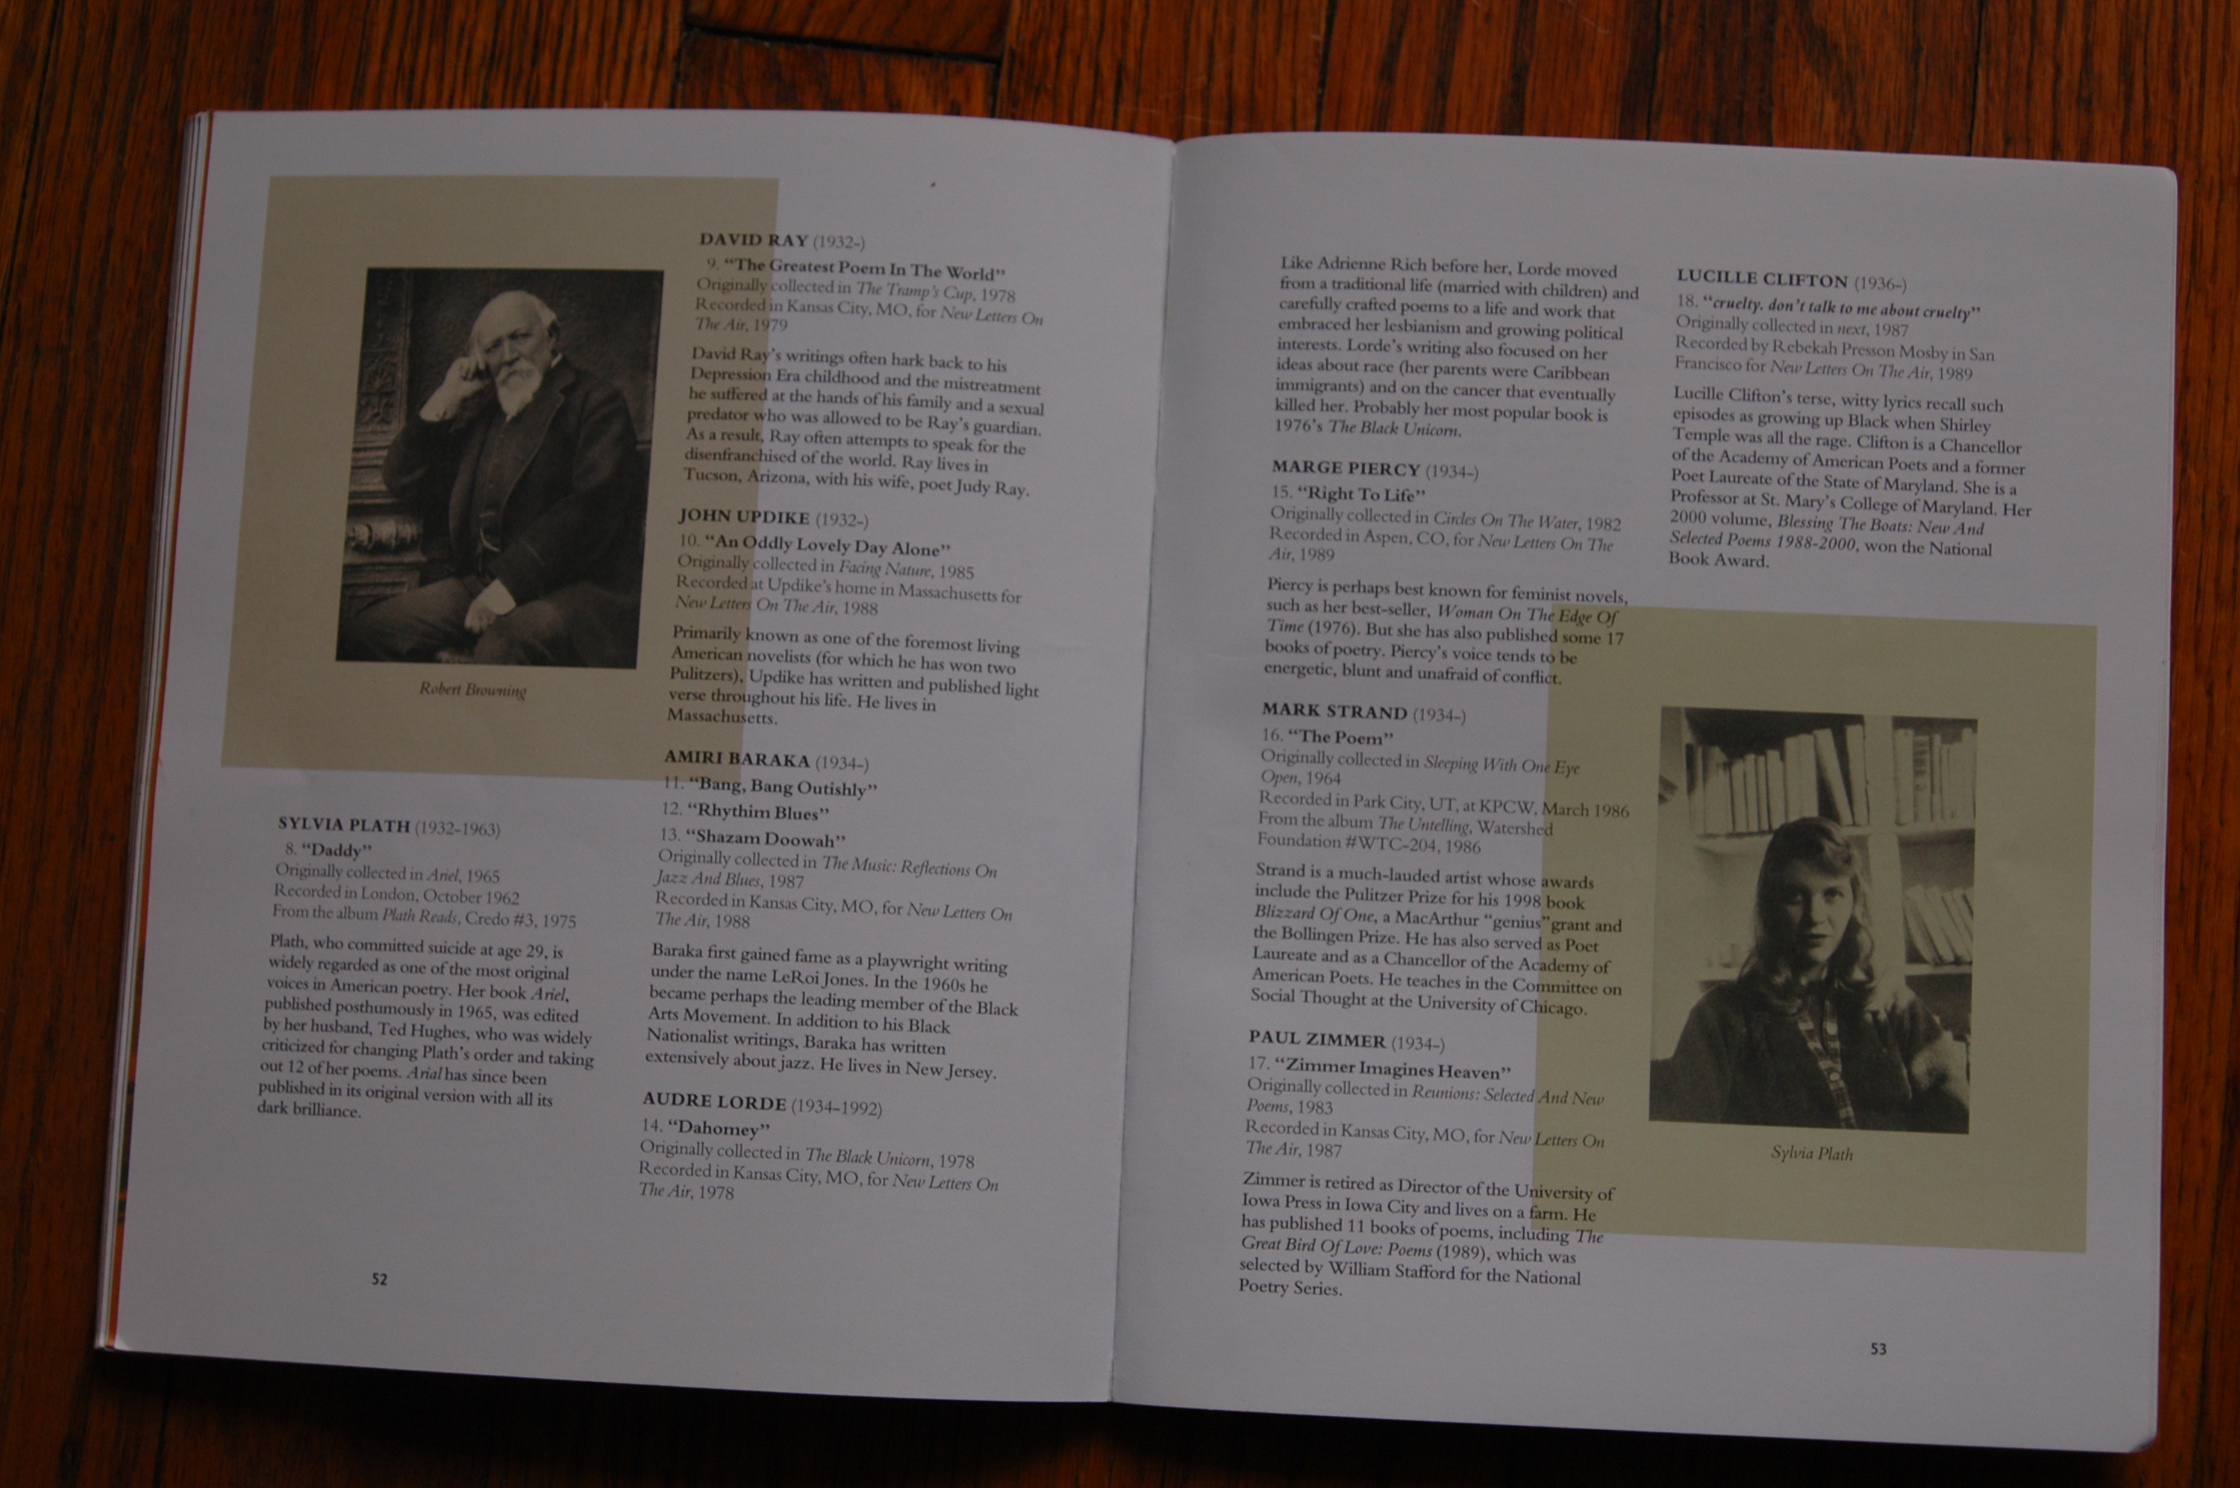 Robert Browning
SYLVIA PLATH (1932-1963)
8. “Daddy”
Originally collected in Ariel, 1965
Recorded in London, October 1962
From the album Plath Reads, Credo #3, 1975
Plath, who committed suicide at age 29, is
widely regarded as one of the most original
voices in American poetry. Her book Ariel,
published posthumously in 1965, was edited
by her husband, Ted Hughes, who was widely
criticized for changing Plath’s order and taking
out 12 of her poems. Arial has since been
published in its original version with all its
dark brilliance.
52
DAVID RAY (1932-)
9. “The Greatest Poem In The World”
Originally collected in The Tramp’s Cup, 1978
Recorded in Kansas City, MO, for New Letters On
The Air, 1979
David Ray’s writings often hark back to his
Depression Era childhood and the mistreatment
he suffered at the hands of his family and a sexual
predator who was allowed to be Ray’s guardian.
As a result, Ray often attempts to speak for the
disenfranchised of the world. Ray lives in
Tucson, Arizona, with his wife, poet Judy Ray.
JOHN UPDIKE (1932-)
10. “An Oddly Lovely Day Alone”
Originally collected in Facing Nature, 1985
Recorded at Updike’s home in Massachusetts for
New Letters On The Air, 1988
Primarily known as one of the foremost living
American novelists (for which he has won two
Pulitzers), Updike has written and published light
verse throughout his life. He lives in
Massachusetts.
AMIRI BARAKA (1934-)
11. “Bang, Bang Outishly”
12. “Rhythim Blues”
13. “Shazam Doowah”
Originally collected in The Music: Reflections On
Jazz And Blues, 1987
Recorded in Kansas City, MO, for New Letters On
The Air, 1988
Baraka first gained fame as a playwright writing
under the name LeRoi Jones. In the 1960s he
became perhaps the leading member of the Black
Arts Movement. In addition to his Black
Nationalist writings, Baraka has written
extensively about jazz. He lives in New Jersey.
AUDRE LORDE (1934-1992)
14. “Dahomey”
Originally collected in The Black Unicorn, 1978
Recorded in Kansas City, MO, for New Letters On
The Air, 1978
Like Adrienne Rich before her, Lorde moved
from a traditional life (married with children) and
carefully crafted poems to a life and work that
embraced her lesbianism and growing political
interests. Lorde’s writing also focused on her
ideas about race (her parents were Caribbean
immigrants) and on the cancer that eventually
killed her. Probably her most popular book is
1976’s The Black Unicorn.
MARGE PIERCY (1934-)
15. “Right To Life”
Originally collected in Circles On The Water, 1982
Recorded in Aspen, CO, for New Letters On The
Air, 1989
Piercy is perhaps best known for feminist novels,
such as her best-seller, Woman On The Edge Of
Time (1976). But she has also published some 17
books of poetry. Piercy’s voice tends to be
energetic, blunt and unafraid of conflict.
MARK STRAND (1934-)
16. “The Poem”
Originally collected in Sleeping With One Eye
Open, 1964
Recorded in Park City, UT, at KPCW, March 1986
From the album The Untelling, Watershed
Foundation #WTC-204, 1986
Strand is a much-lauded artist whose awards
include the Pulitzer Prize for his 1998 book
Blizzard Of One, a MacArthur “genius” grant and
the Bollingen Prize. He has also served as Poet
Laureate and as a Chancellor of the Academy of
American Poets. He teaches in the Committee on
Social Thought at the University of Chicago.
PAUL ZIMMER (1934-)
17. “Zimmer Imagines Heaven”
Originally collected in Reunions: Selected And New
Poems, 1983
Recorded in Kansas City, MO, for New Letters On
The Air, 1987
Zimmer is retired as Director of the University of
Iowa Press in Iowa City and lives on a farm. He
has published 11 books of poems, including The
Great Bird Of Love: Poems (1989), which was
selected by William Stafford for the National
Poetry Series.
LUCILLE CLIFTON (1936-)
18. “cruelty. don’t talk to me about cruelty”
Originally collected in next, 1987
Recorded by Rebekah Presson Mosby in San
Francisco for New Letters On The Air, 1989
Lucille Clifton’s terse, witty lyrics recall such
episodes as growing up Black when Shirley
Temple was all the rage. Clifton is a Chancellor
of the Academy of American Poets and a former
Poet Laureate of the State of Maryland. She is a
Professor at St. Mary’s College of Maryland. Her
2000 volume, Blessing The Boats: New And
Selected Poems 1988-2000, won the National
Book Award.
Sylvia Plath
53